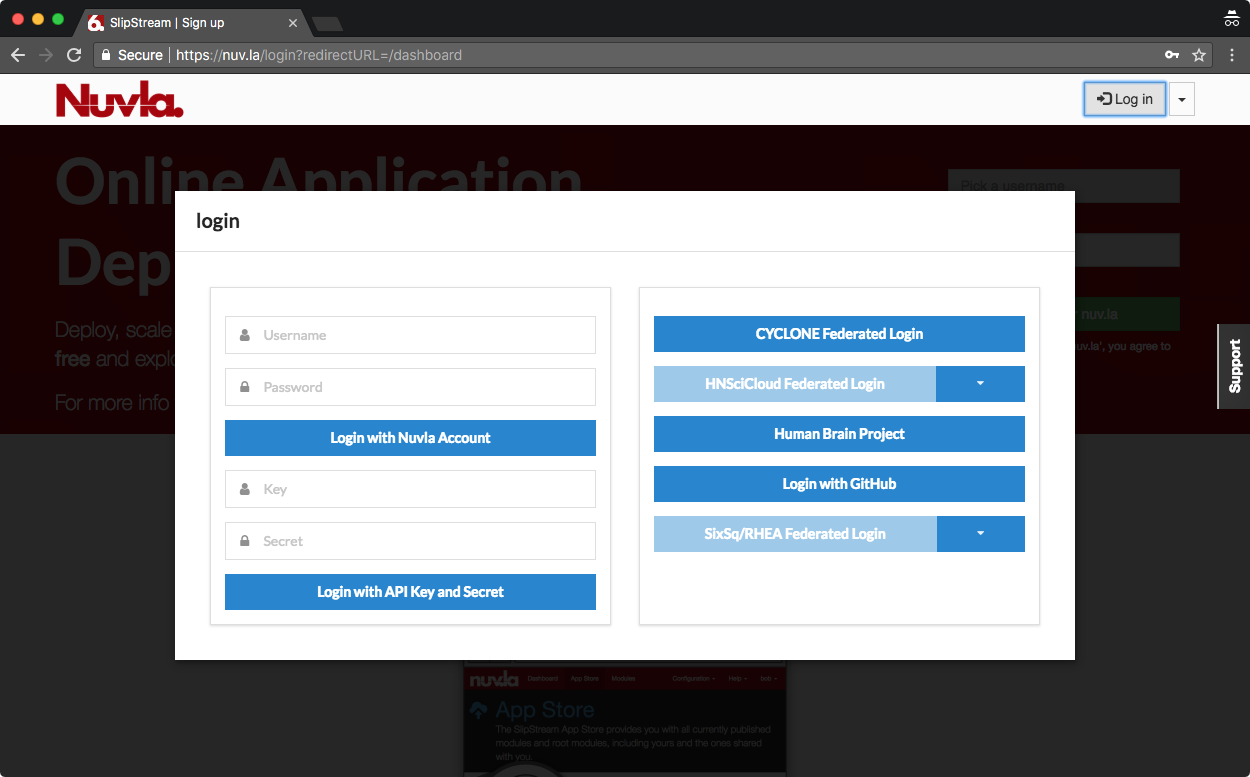 SlipStream | Sign up
Secure | https://nuv.la/login?redirectURL=/dashboard
Nuvla.
Log in
Online Application
Dep
Deploy, scale
free and explo
For more info
Pick a username
nuv.la
uv.la', you agree to
Support
login
Username
Password
Login with Nuvla Account
Key
Secret
Login with API Key and Secret
CYCLONE Federated Login
HNSciCloud Federated Login
Human Brain Project
Login with GitHub
SixSq/RHEA Federated Login
nuvla Dashboard App Store Modules Configuration Help bob
App Store
The SlipStream App Store provides you with all currently published
modules and root modules, including yours and the ones shared
with you.